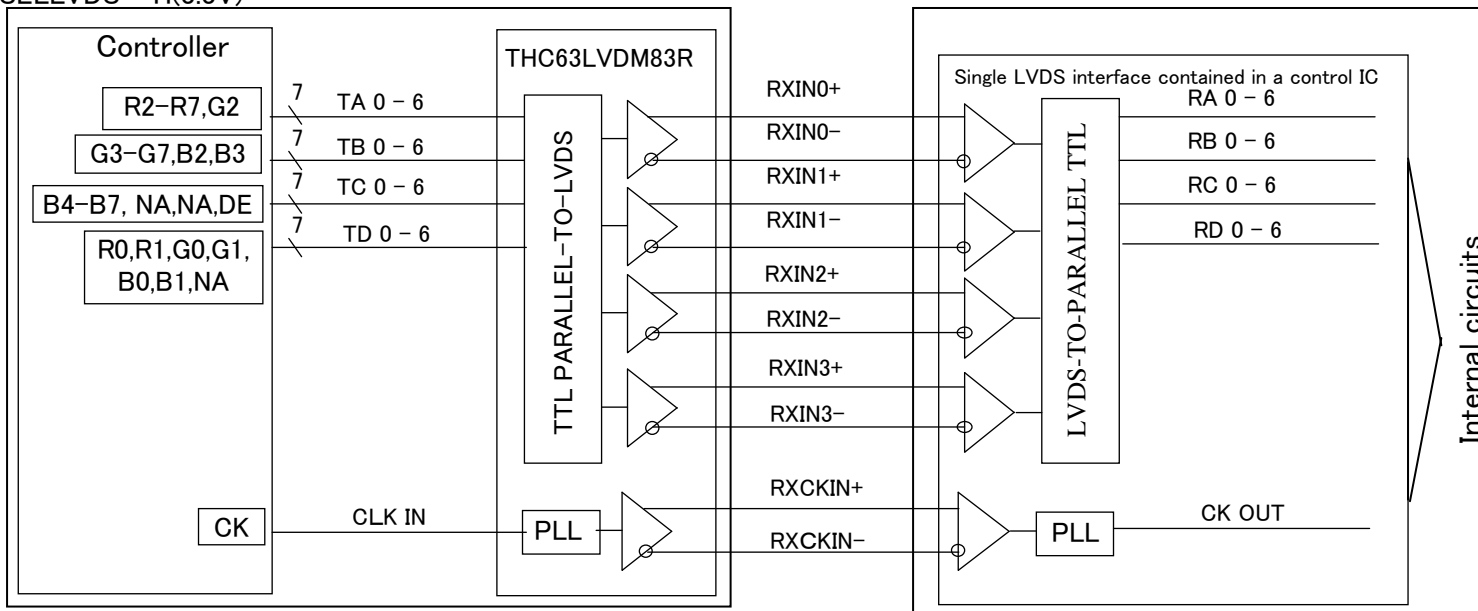 Controller
THC63LVDM83R
Single LVDS interface contained in a control IC
R2-R7,G2
7
TA 0 - 6
RXIN0+
RA 0 - 6
G3-G7,B2,B3
7
TB 0 - 6
RXIN0-
RB 0 - 6
B4-B7, NA,NA,DE
7
TC 0 - 6
RXIN1+
RC 0 - 6
R0,R1,G0,G1,
B0,B1,NA
7
TD 0 - 6
RXIN1-
RD 0 - 6
TTL PARALLEL-TO-LVDS
RXIN2+
RXIN2-
RXIN3+
RXIN3-
LVDS-TO-PARALLEL TTL
Internal circuits
CK
CLK IN
PLL
RXCKIN+
RXCKIN-
PLL
CK OUT